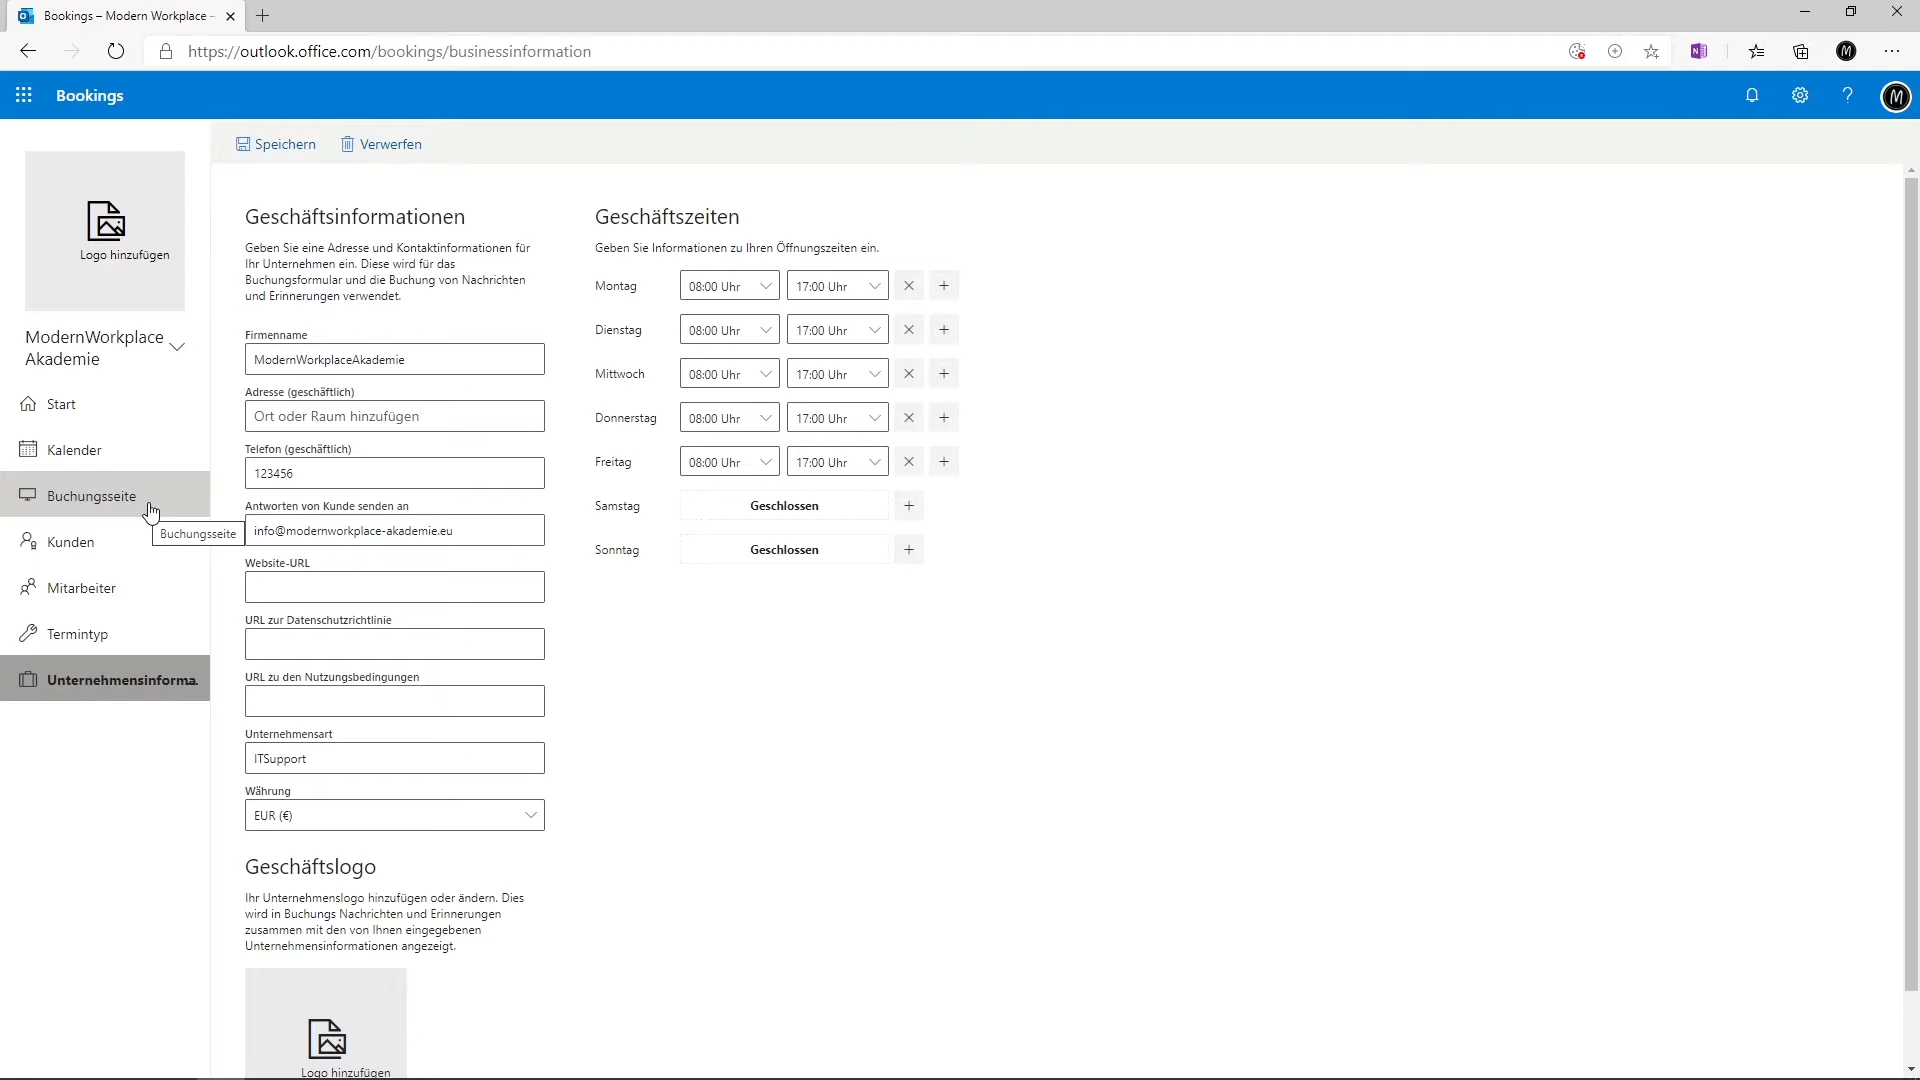 Bookings – Modern Workplace -
https://outlook.office.com/bookings/businessinformation
Bookings
Speichern
Verwerfen
Logo hinzufügen
ModernWorkplace
Akademie
Start
Kalender
Buchungsseite
Buchungsseite
Kunden
Mitarbeiter
Termintyp
Unternehmensinforma...
Geschäftsinformationen
Geben Sie eine Adresse und Kontaktinformationen für
Ihr Unternehmen ein. Diese wird für das
Buchungsformular und die Buchung von Nachrichten
und Erinnerungen verwendet.
Firmenname
ModernWorkplaceAkademie
Adresse (geschäftlich)
Ort oder Raum hinzufügen
Telefon (geschäftlich)
123456
Antworten von Kunde senden an
info@modernworkplace-akademie.eu
Website-URL
URL zur Datenschutzrichtlinie
URL zu den Nutzungsbedingungen
Unternehmensart
ITSupport
Währung
EUR (€)
Geschäftslogo
Ihr Unternehmenslogo hinzufügen oder ändern. Dies
wird in Buchungs Nachrichten und Erinnerungen
zusammen mit den von Ihnen eingegebenen
Unternehmensinformationen angezeigt.
Logo hinzufügen
Geschäftszeiten
Geben Sie Informationen zu Ihren Öffnungszeiten ein.
Montag 08:00 Uhr 17:00 Uhr
Dienstag 08:00 Uhr 17:00 Uhr
Mittwoch 08:00 Uhr 17:00 Uhr
Donnerstag 08:00 Uhr 17:00 Uhr
Freitag 08:00 Uhr 17:00 Uhr
Samstag Geschlossen
Sonntag Geschlossen